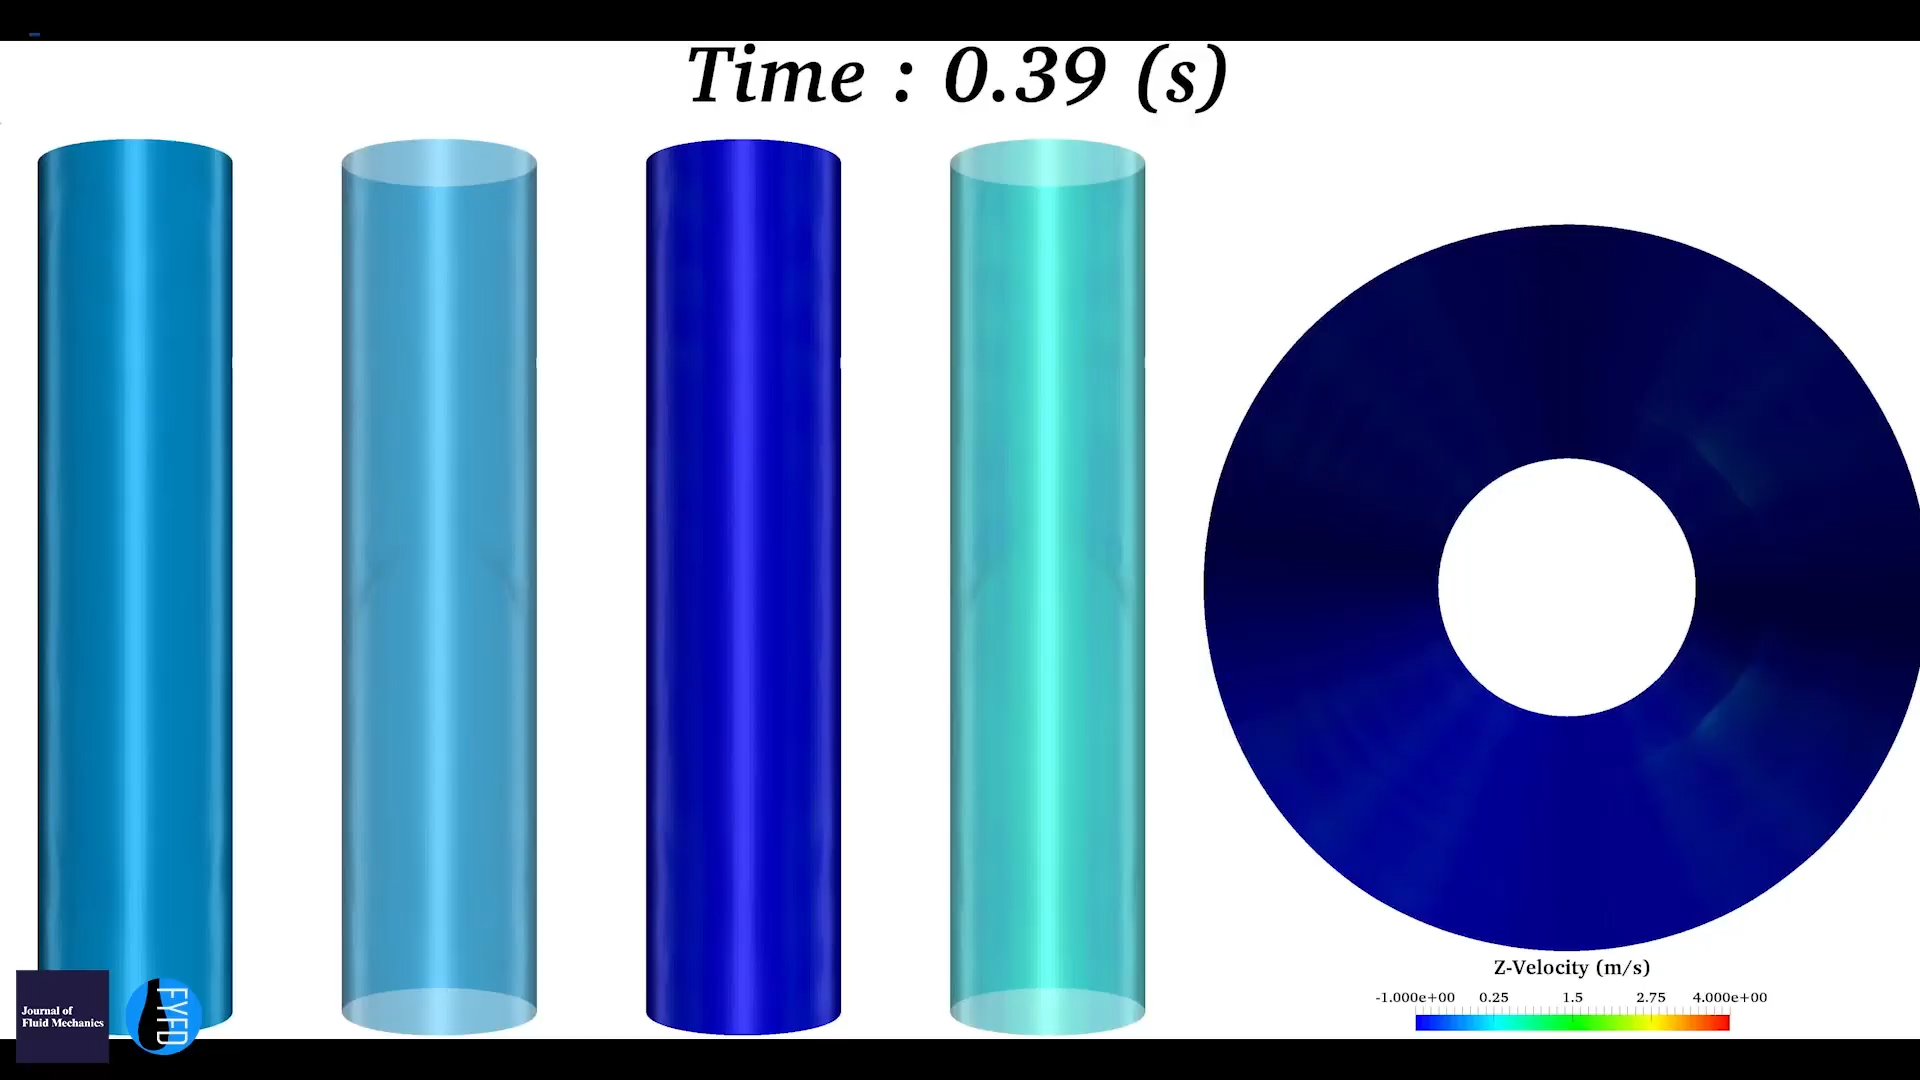 Time : 0.39 (s)
Z-Velocity (m/s)
-1.000e+00 0.25 1.5 2.75 4.000e+00
Journal of
Fluid Mechanics
FYFD